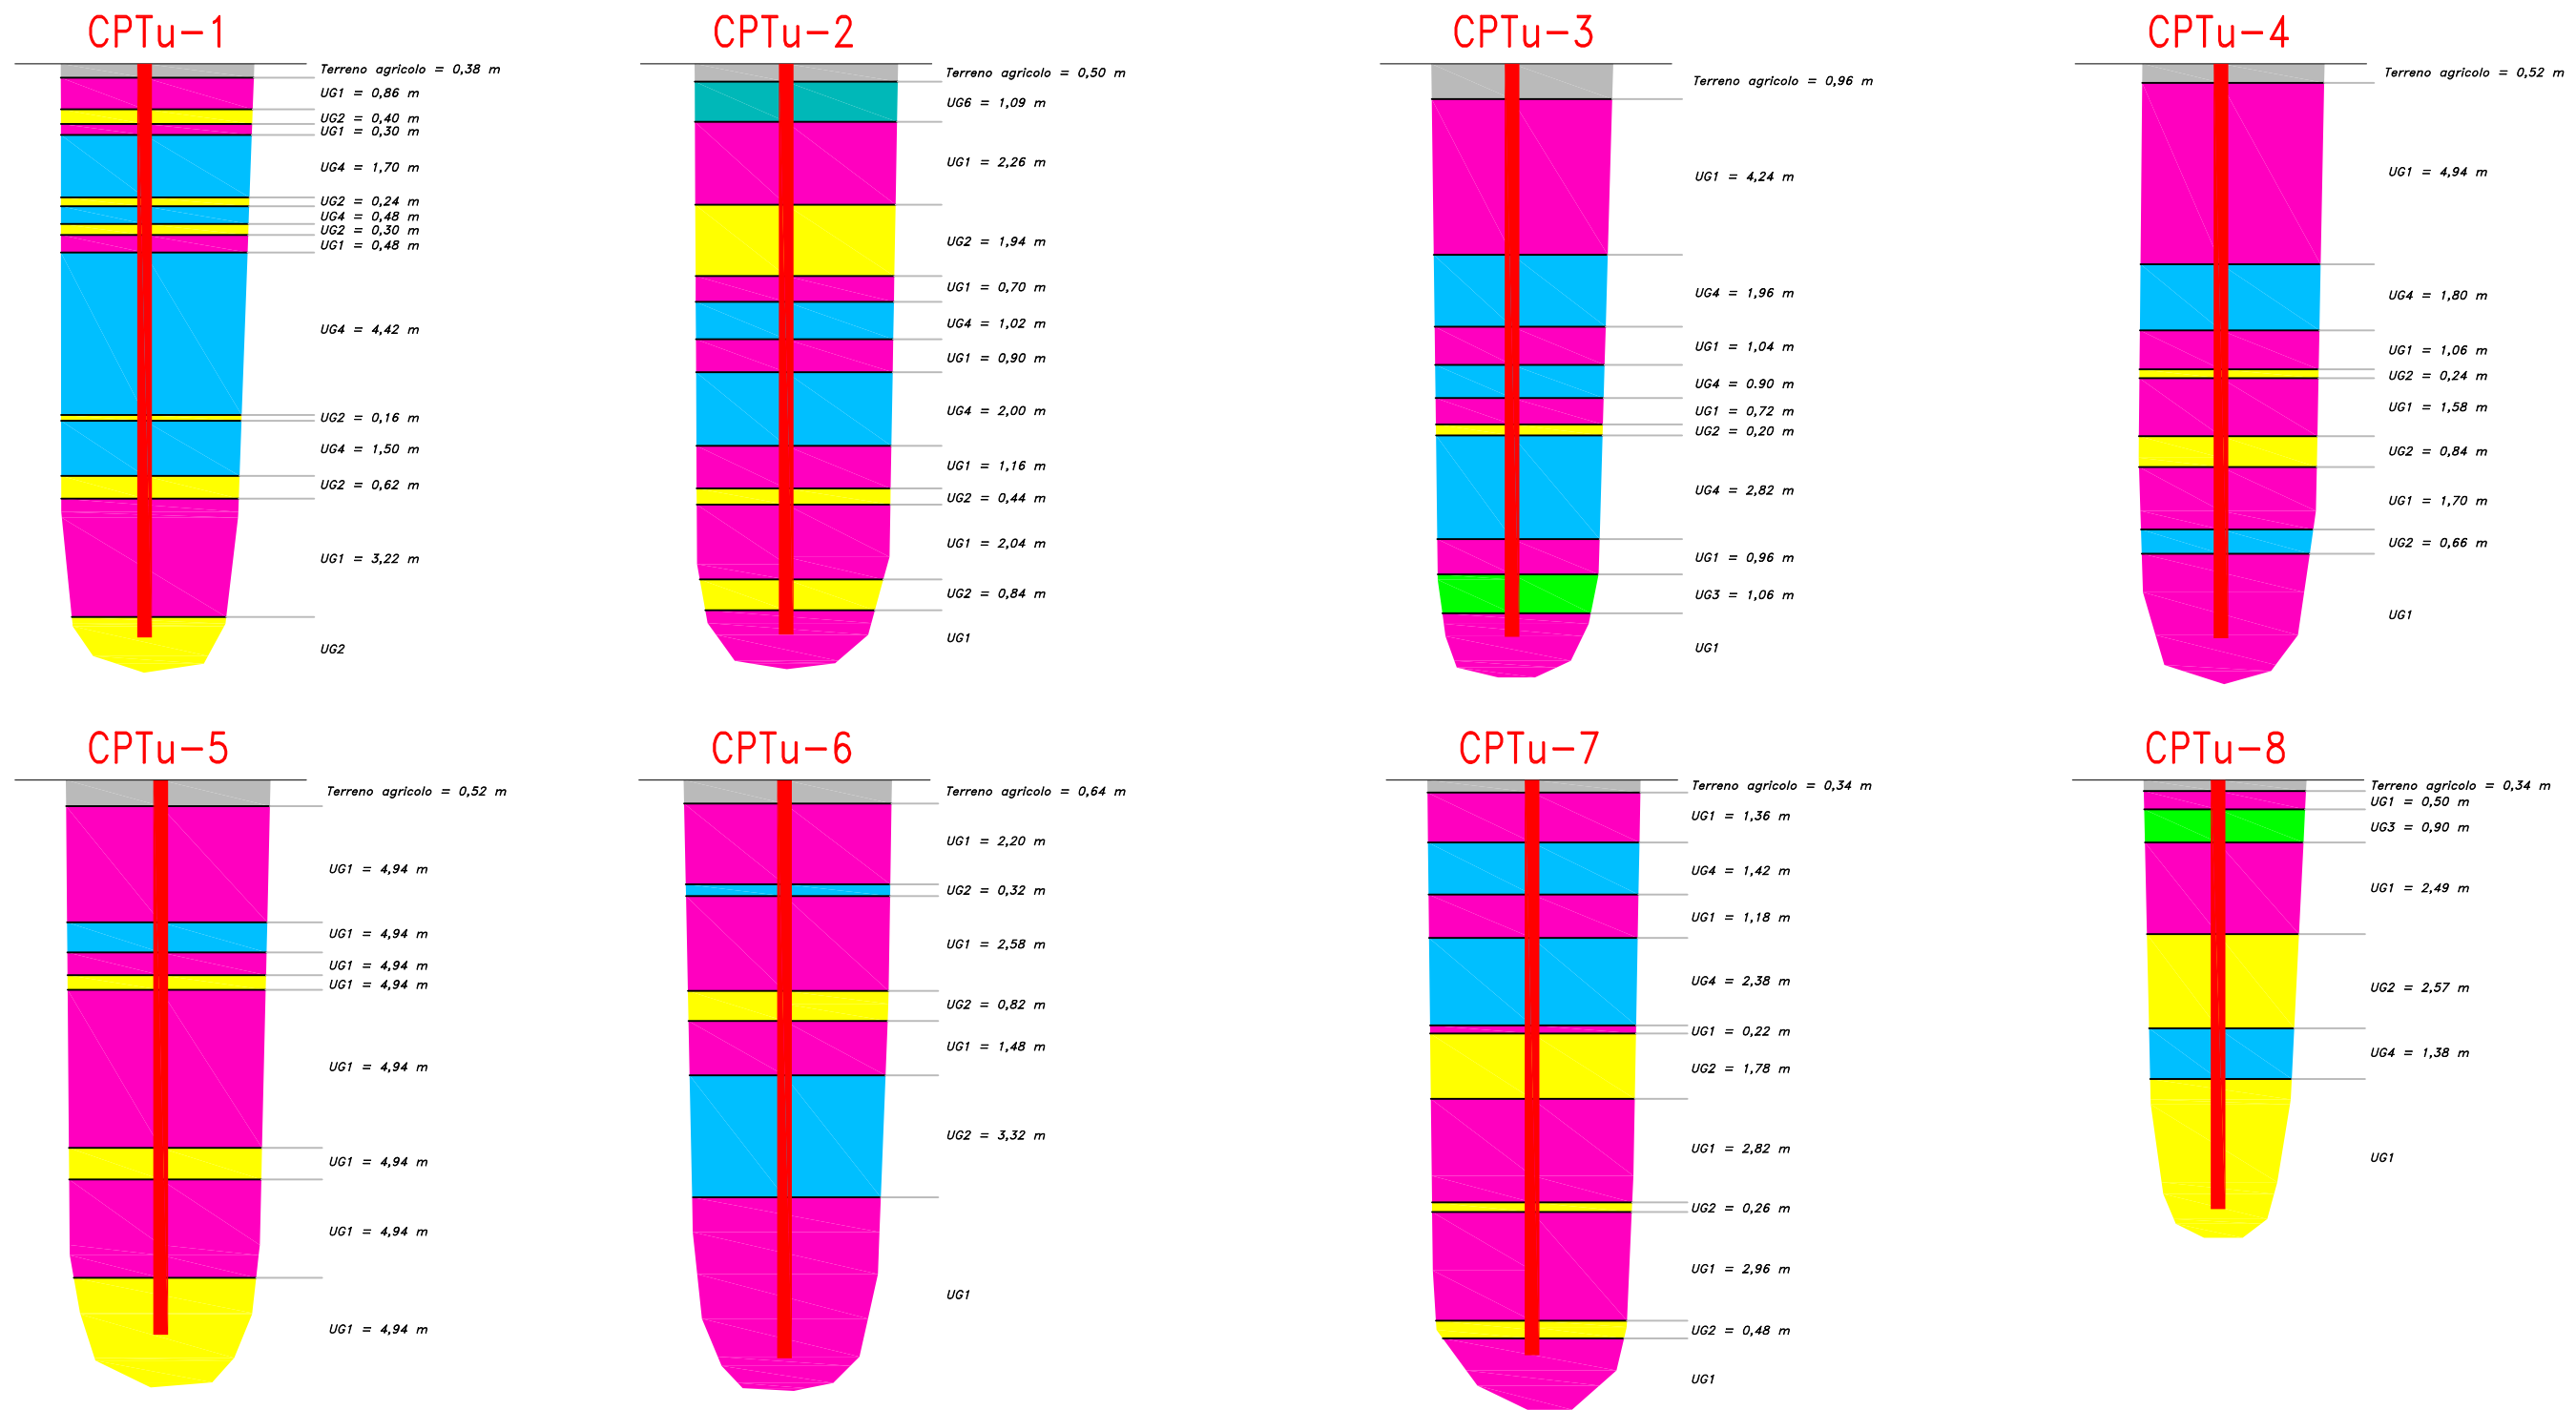 CPTu-1
Terreno agricolo = 0,38 m
UG1 = 0,86 m
UG2 = 0,40 m
UG1 = 0,30 m
UG4 = 1,70 m
UG2 = 0,24 m
UG4 = 0,48 m
UG2 = 0,30 m
UG1 = 0,48 m
UG4 = 4,42 m
UG2 = 0,16 m
UG4 = 1,50 m
UG2 = 0,62 m
UG1 = 3,22 m
UG2
CPTu-2
Terreno agricolo = 0,50 m
UG6 = 1,09 m
UG1 = 2,26 m
UG2 = 1,94 m
UG1 = 0,70 m
UG4 = 1,02 m
UG1 = 0,90 m
UG4 = 2,00 m
UG1 = 1,16 m
UG2 = 0,44 m
UG1 = 2,04 m
UG2 = 0,84 m
UG1
CPTu-3
Terreno agricolo = 0,96 m
UG1 = 4,24 m
UG4 = 1,96 m
UG1 = 1,04 m
UG4 = 0.90 m
UG1 = 0,72 m
UG2 = 0,20 m
UG4 = 2,82 m
UG1 = 0,96 m
UG3 = 1,06 m
UG1
CPTu-4
Terreno agricolo = 0,52 m
UG1 = 4,94 m
UG4 = 1,80 m
UG1 = 1,06 m
UG2 = 0,24 m
UG1 = 1,58 m
UG2 = 0,84 m
UG1 = 1,70 m
UG2 = 0,66 m
UG1
CPTu-5
Terreno agricolo = 0,52 m
UG1 = 4,94 m
UG1 = 4,94 m
UG1 = 4,94 m
UG1 = 4,94 m
UG1 = 4,94 m
UG1 = 4,94 m
UG1 = 4,94 m
UG1 = 4,94 m
CPTu-6
Terreno agricolo = 0,64 m
UG1 = 2,20 m
UG2 = 0,32 m
UG1 = 2,58 m
UG2 = 0,82 m
UG1 = 1,48 m
UG2 = 3,32 m
UG1
CPTu-7
Terreno agricolo = 0,34 m
UG1 = 1,36 m
UG4 = 1,42 m
UG1 = 1,18 m
UG4 = 2,38 m
UG1 = 0,22 m
UG2 = 1,78 m
UG1 = 2,82 m
UG2 = 0,26 m
UG1 = 2,96 m
UG2 = 0,48 m
UG1
CPTu-8
Terreno agricolo = 0,34 m
UG1 = 0,50 m
UG3 = 0,90 m
UG1 = 2,49 m
UG2 = 2,57 m
UG4 = 1,38 m
UG1